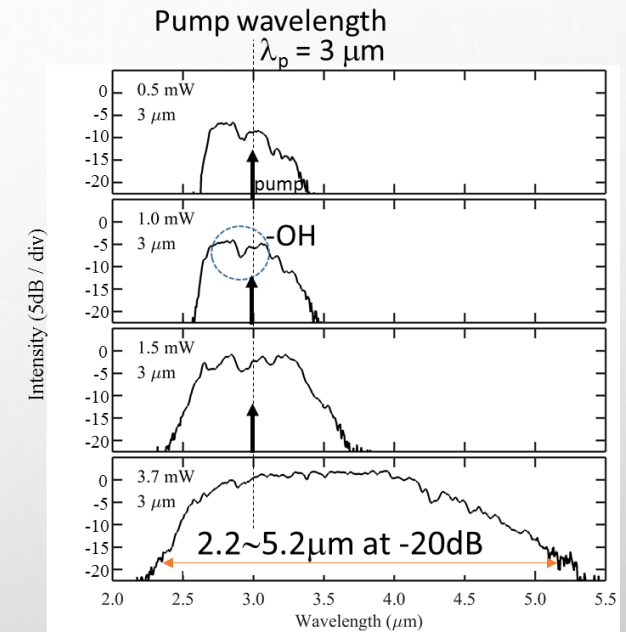 Pump wavelength
λp = 3 μm
0.5 mW
3 μm
0
-5
-10
-15
-20
pump
1.0 mW
3 μm
-OH
0
-5
-10
-15
-20
1.5 mW
3 μm
0
-5
-10
-15
-20
3.7 mW
3 μm
0
-5
-10
-15
-20
2.2~5.2μm at -20dB
Intensity (5dB / div)
2.0 2.5 3.0 3.5 4.0 4.5 5.0 5.5
Wavelength (μm)